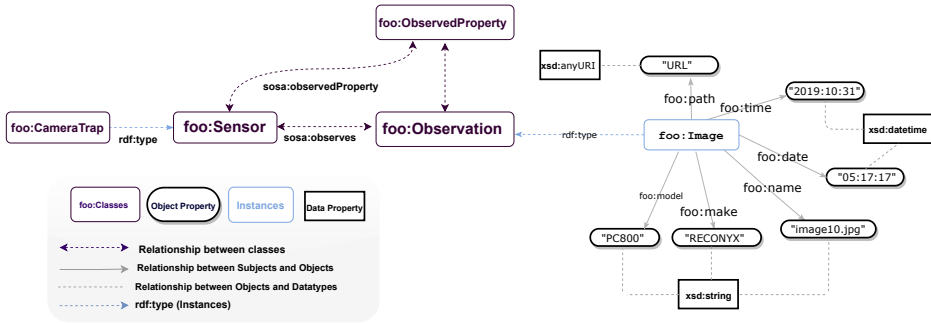 foo:ObservedProperty
xsd:anyURI
"URL"
sosa:observedProperty
foo:path
foo:time
"2019:10:31"
foo:CameraTrap
rdf:type
foo:Sensor
sosa:observes
foo:Observation
rdf:type
foo:Image
xsd:datetime
foo:date
"05:17:17"
foo:name
foo:model
foo:make
"PC800"
"RECONYX"
"image10.jpg"
xsd:string
foo:Classes
Object Property
Instances
Data Property
Relationship between classes
Relationship between Subjects and Objects
Relationship between Objects and Datatypes
rdf:type (Instances)